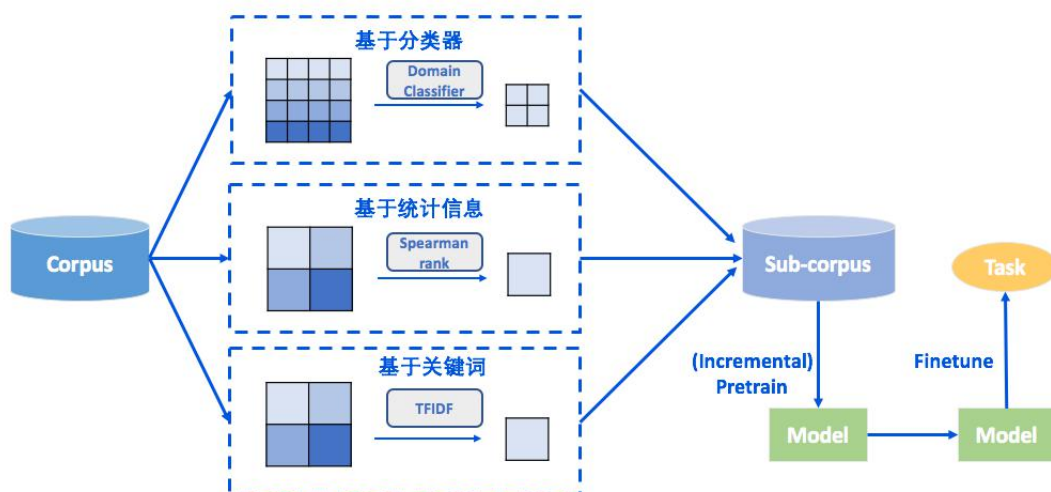 基于分类器
Domain
Classifier
基于统计信息
Spearman
rank
基于关键词
TFIDF
Corpus
Sub-corpus
Task
(Incremental)
Pretrain
Finetune
Model
Model